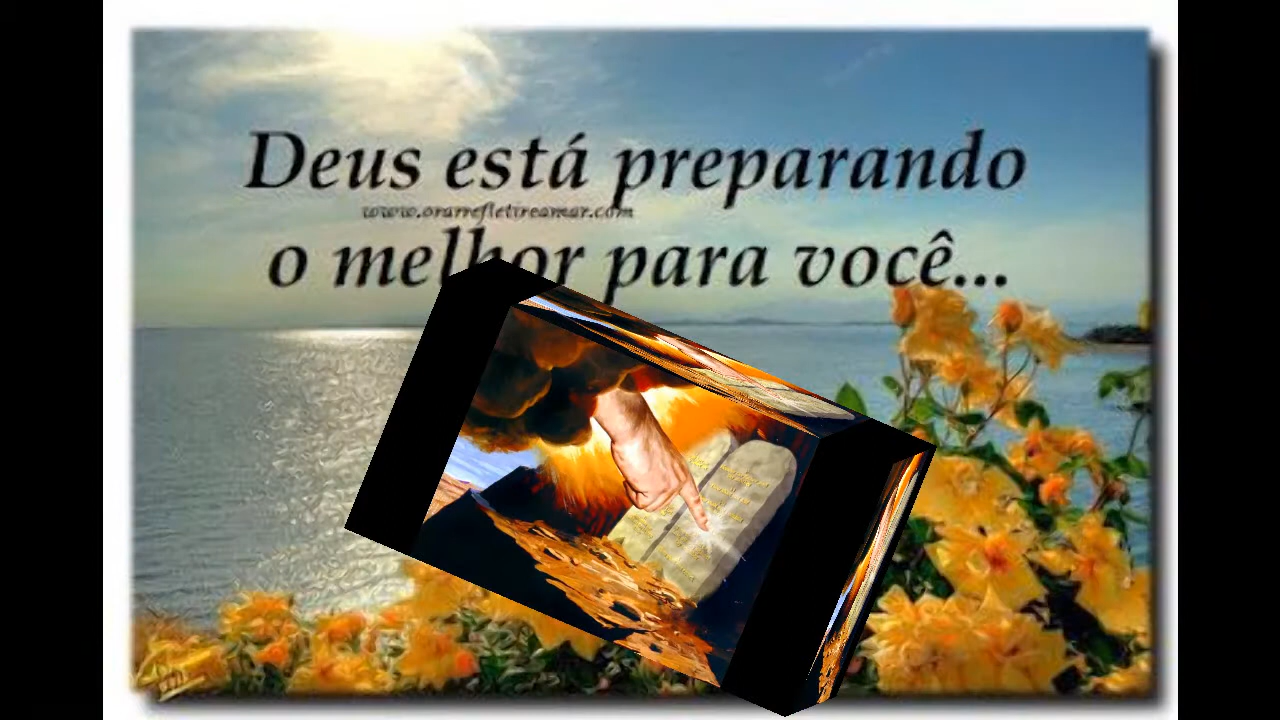 Deus está preparando
www.orarrefletireamar.com
o melhor para você...